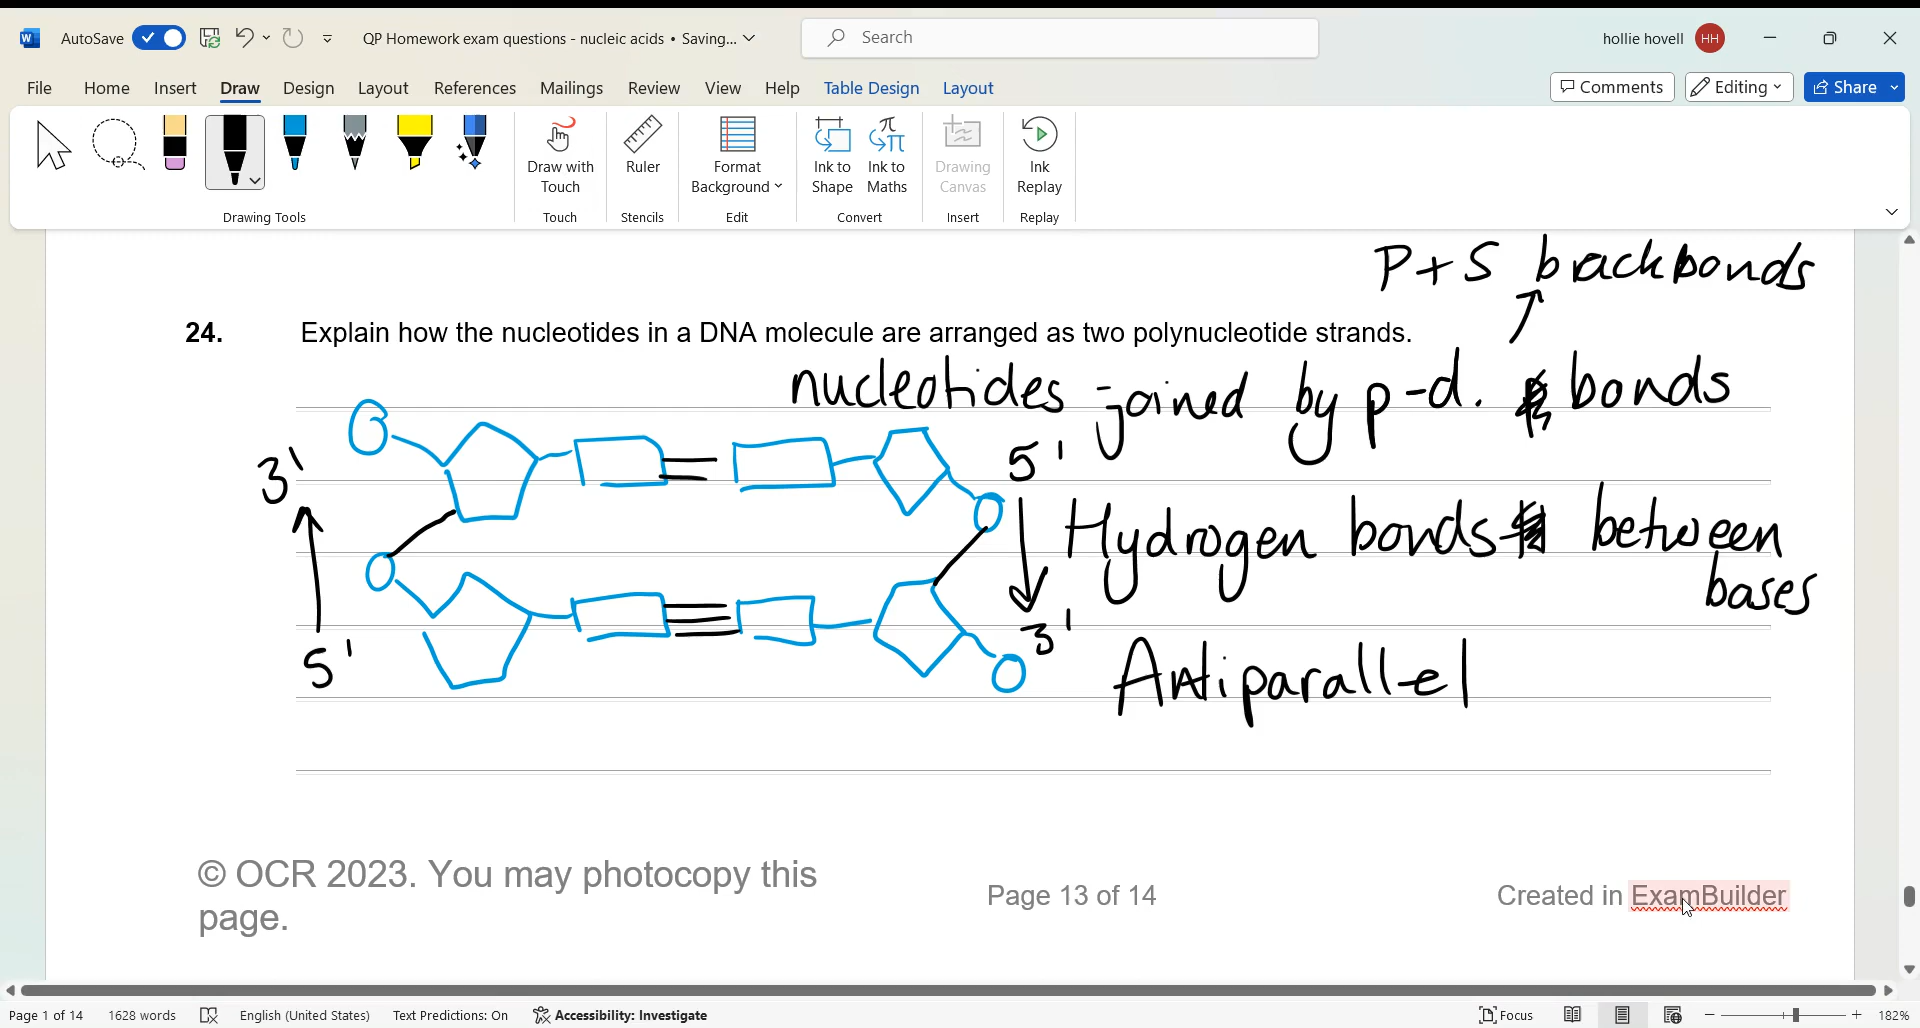 AutoSave
QP Homework exam questions - nucleic acids • Saving...
Search
hollie hovell HH
File Home Insert Draw Design Layout References Mailings Review View Help Table Design Layout
Comments Editing Share
Draw with Touch
Ruler
Format Background
Ink to Shape
Ink to Maths
Drawing Canvas
Ink Replay
Drawing Tools Touch Stencils Edit Convert Insert Replay
P+S backbonds
24. Explain how the nucleotides in a DNA molecule are arranged as two polynucleotide strands.
nucleotides joined by p-d. bonds
3' 5'
Hydrogen bonds between
bases
5' 3'
Antiparallel
© OCR 2023. You may photocopy this
page.
Page 13 of 14
Created in ExamBuilder
Page 1 of 14 1628 words English (United States) Text Predictions: On Accessibility: Investigate Focus 182%